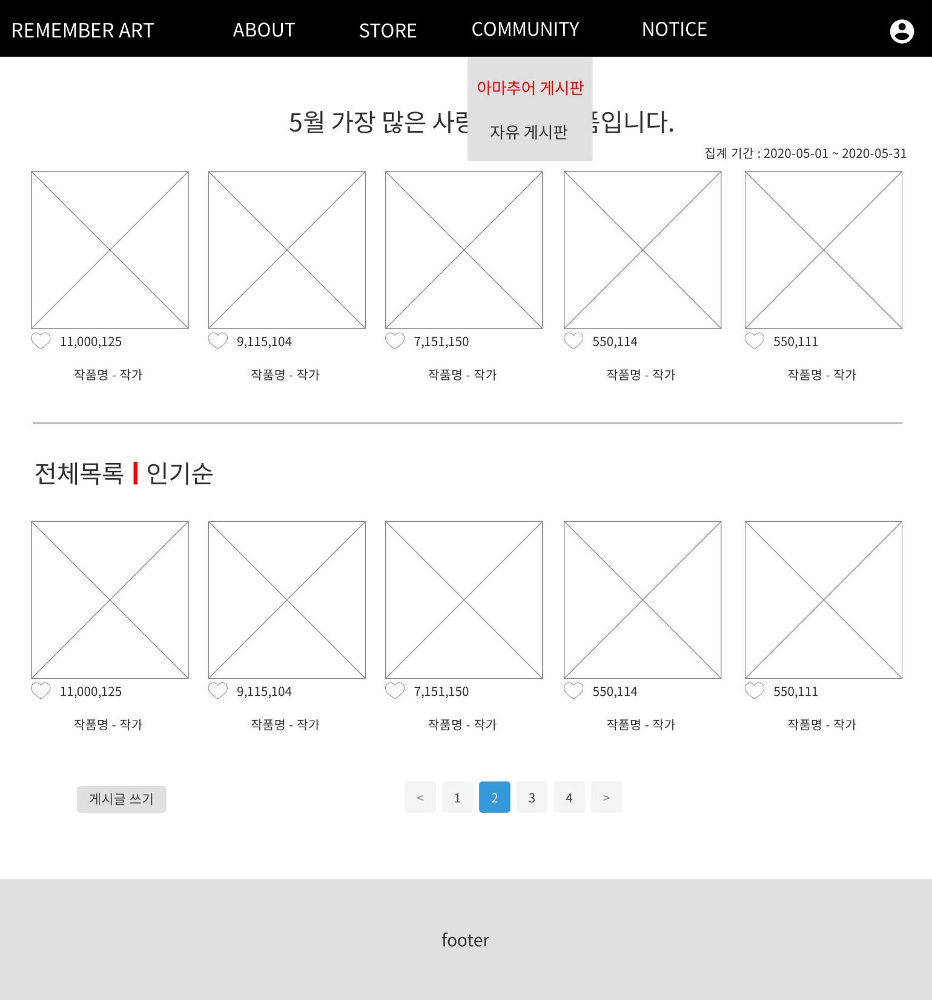 REMEMBER ART ABOUT STORE COMMUNITY NOTICE
아마추어 게시판
자유 게시판
5월 가장 많은 입니다.
집계 기간 : 2020-05-01 ~ 2020-05-31
11,000,125 9,115,104 7,151,150 550,114 550,111
작품명 - 작가 작품명 - 작가 작품명 - 작가 작품명 - 작가 작품명 - 작가
전체목록 인기순
11,000,125 9,115,104 7,151,150 550,114 550,111
작품명 - 작가 작품명 - 작가 작품명 - 작가 작품명 - 작가 작품명 - 작가
게시글 쓰기 < 1 2 3 4 >
footer